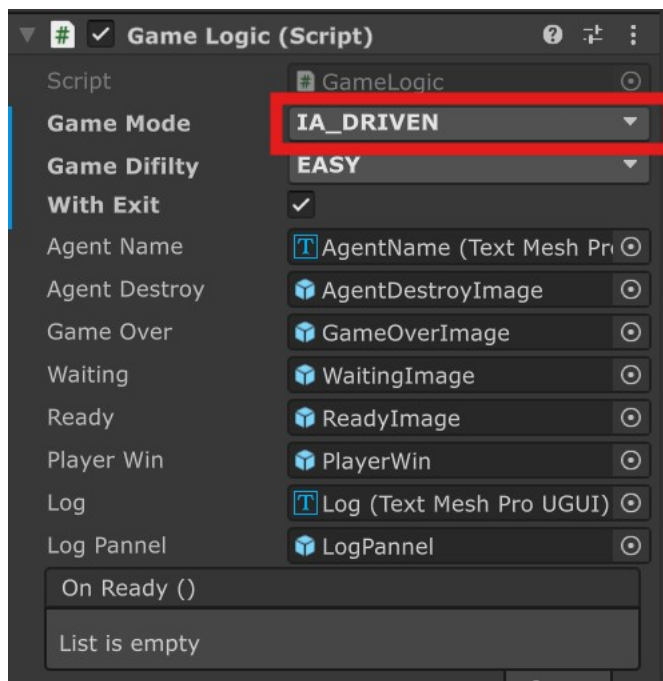 # Game Logic (Script)
Script # GameLogic
Game Mode IA_DRIVEN
Game Difilty EASY
With Exit
Agent Name T AgentName (Text Mesh Pr
Agent Destroy AgentDestroyImage
Game Over GameOverImage
Waiting WaitingImage
Ready ReadyImage
Player Win PlayerWin
Log T Log (Text Mesh Pro UGUI)
Log Pannel LogPannel
On Ready ()
List is empty